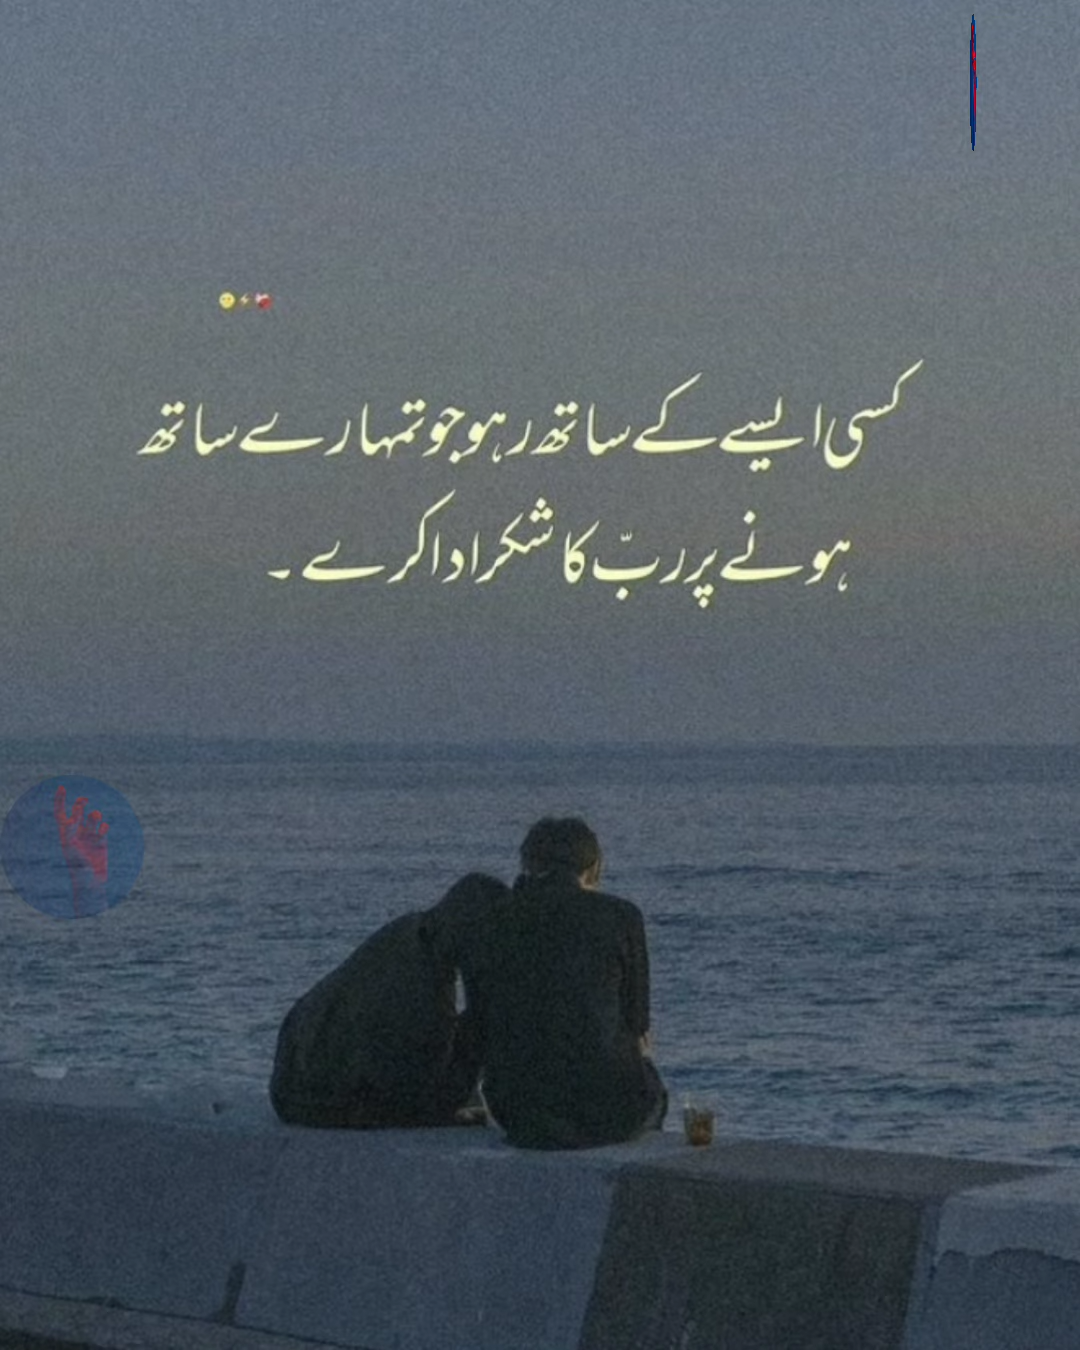 🙂⚡❤️‍🩹
کسی ایسے کے ساتھ رہو جو تمہارے ساتھ
ہونے پر ربّ کا شکر ادا کرے ۔